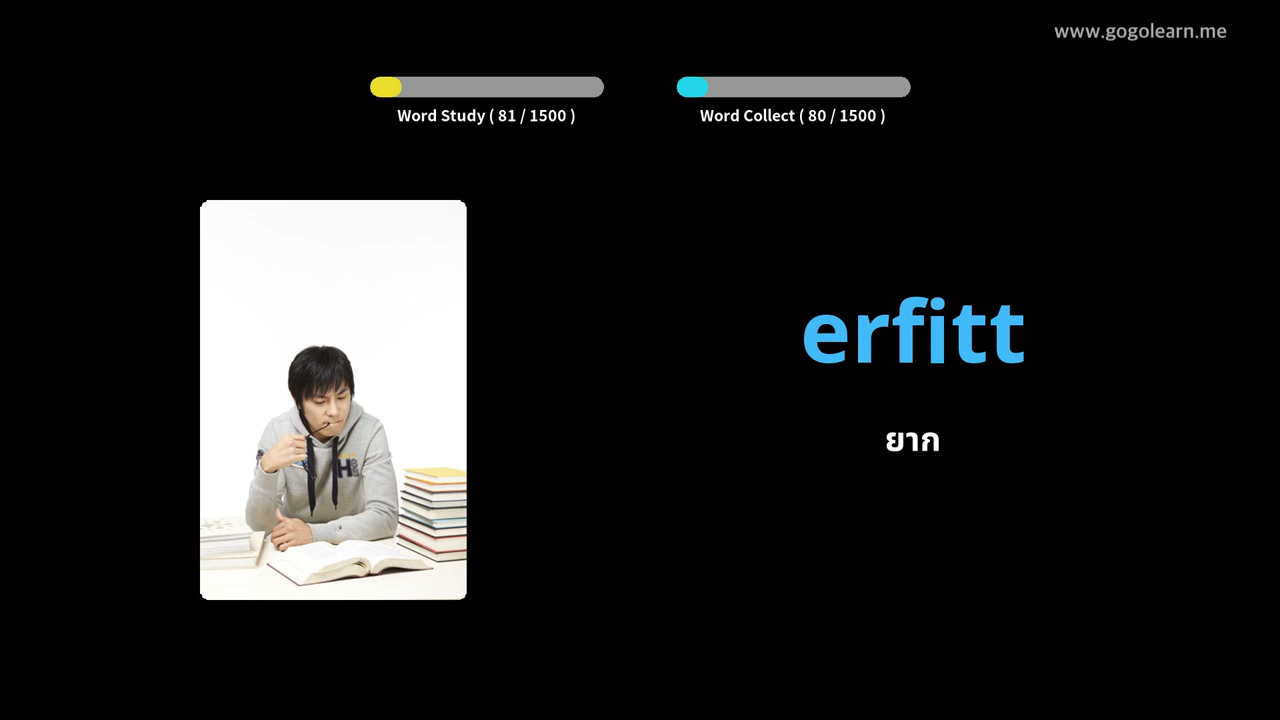 www.gogolearn.me
Word Study ( 81 / 1500 )
Word Collect ( 80 / 1500 )
erfitt
ยาก
H